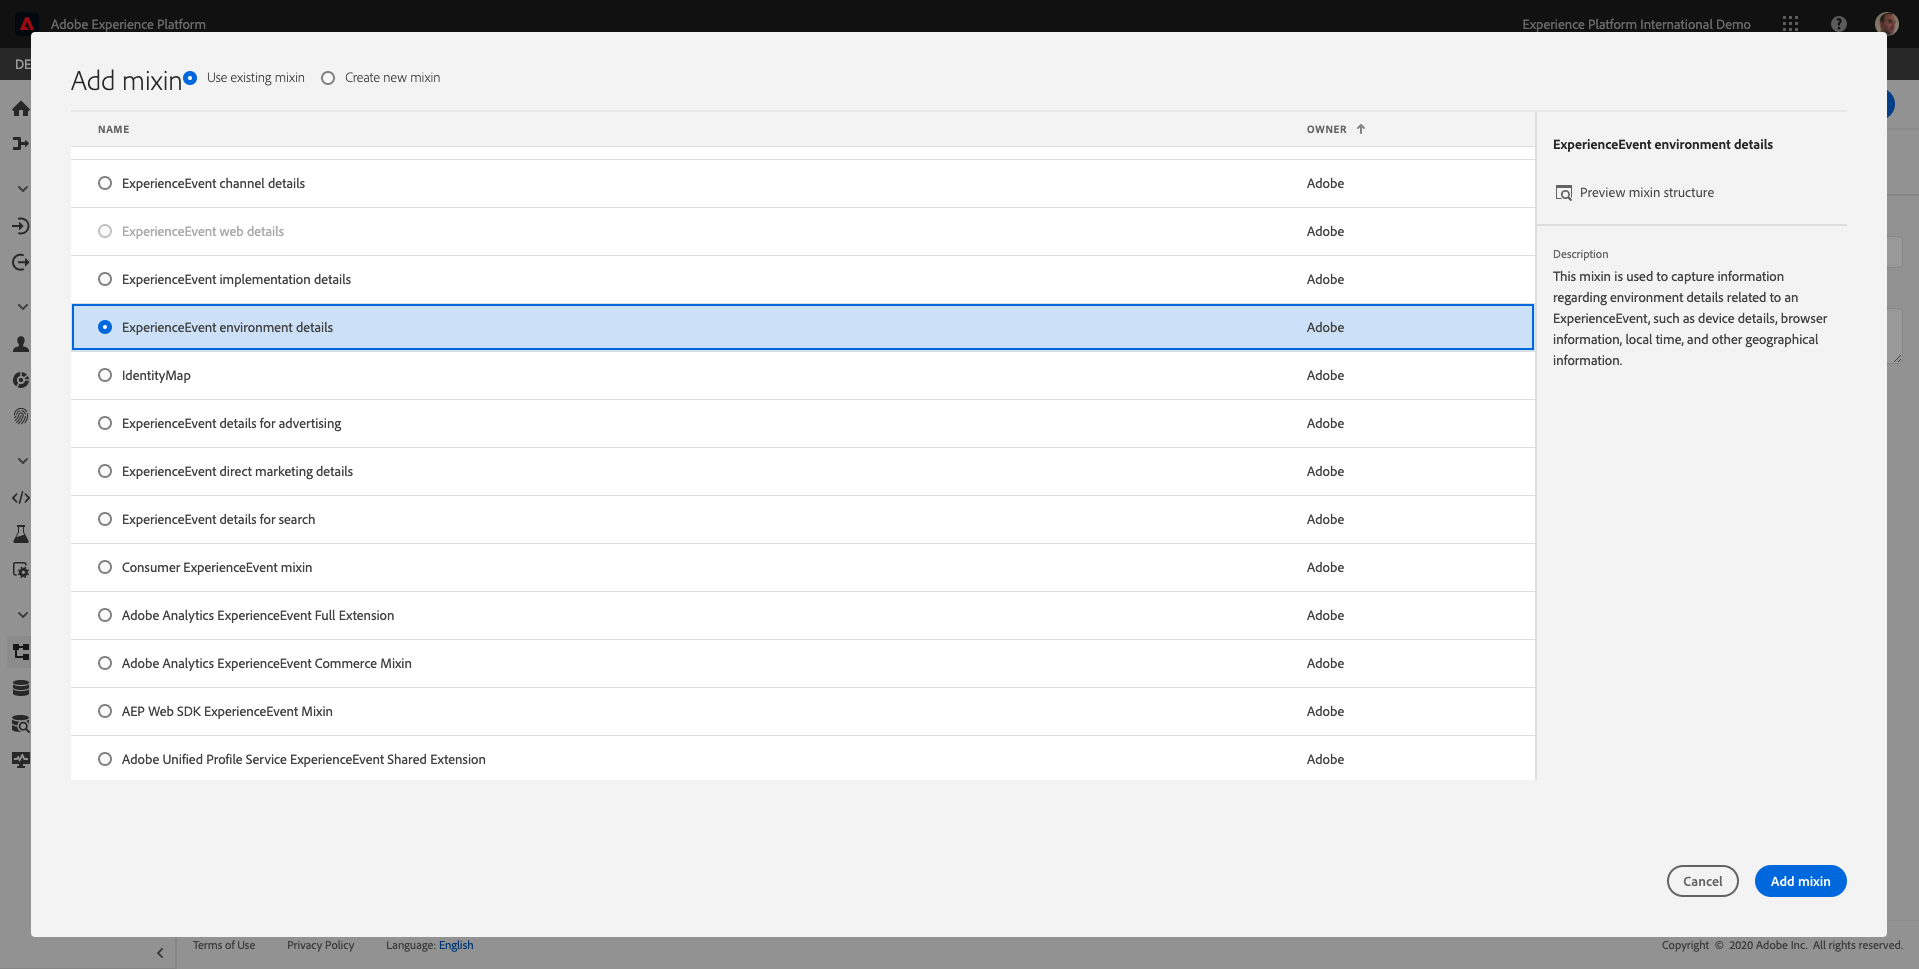 Adobe Experience Platform
Experience Platform International Demo
DE
Add mixin
Use existing mixin
Create new mixin
NAME
OWNER
ExperienceEvent channel details
Adobe
ExperienceEvent web details
Adobe
ExperienceEvent implementation details
Adobe
ExperienceEvent environment details
Adobe
IdentityMap
Adobe
ExperienceEvent details for advertising
Adobe
ExperienceEvent direct marketing details
Adobe
ExperienceEvent details for search
Adobe
Consumer ExperienceEvent mixin
Adobe
Adobe Analytics ExperienceEvent Full Extension
Adobe
Adobe Analytics ExperienceEvent Commerce Mixin
Adobe
AEP Web SDK ExperienceEvent Mixin
Adobe
Adobe Unified Profile Service ExperienceEvent Shared Extension
Adobe
ExperienceEvent environment details
Preview mixin structure
Description
This mixin is used to capture information
regarding environment details related to an
ExperienceEvent, such as device details, browser
information, local time, and other geographical
information.
Cancel
Add mixin
Terms of Use
Privacy Policy
Language: English
Copyright © 2020 Adobe Inc. All rights reserved.